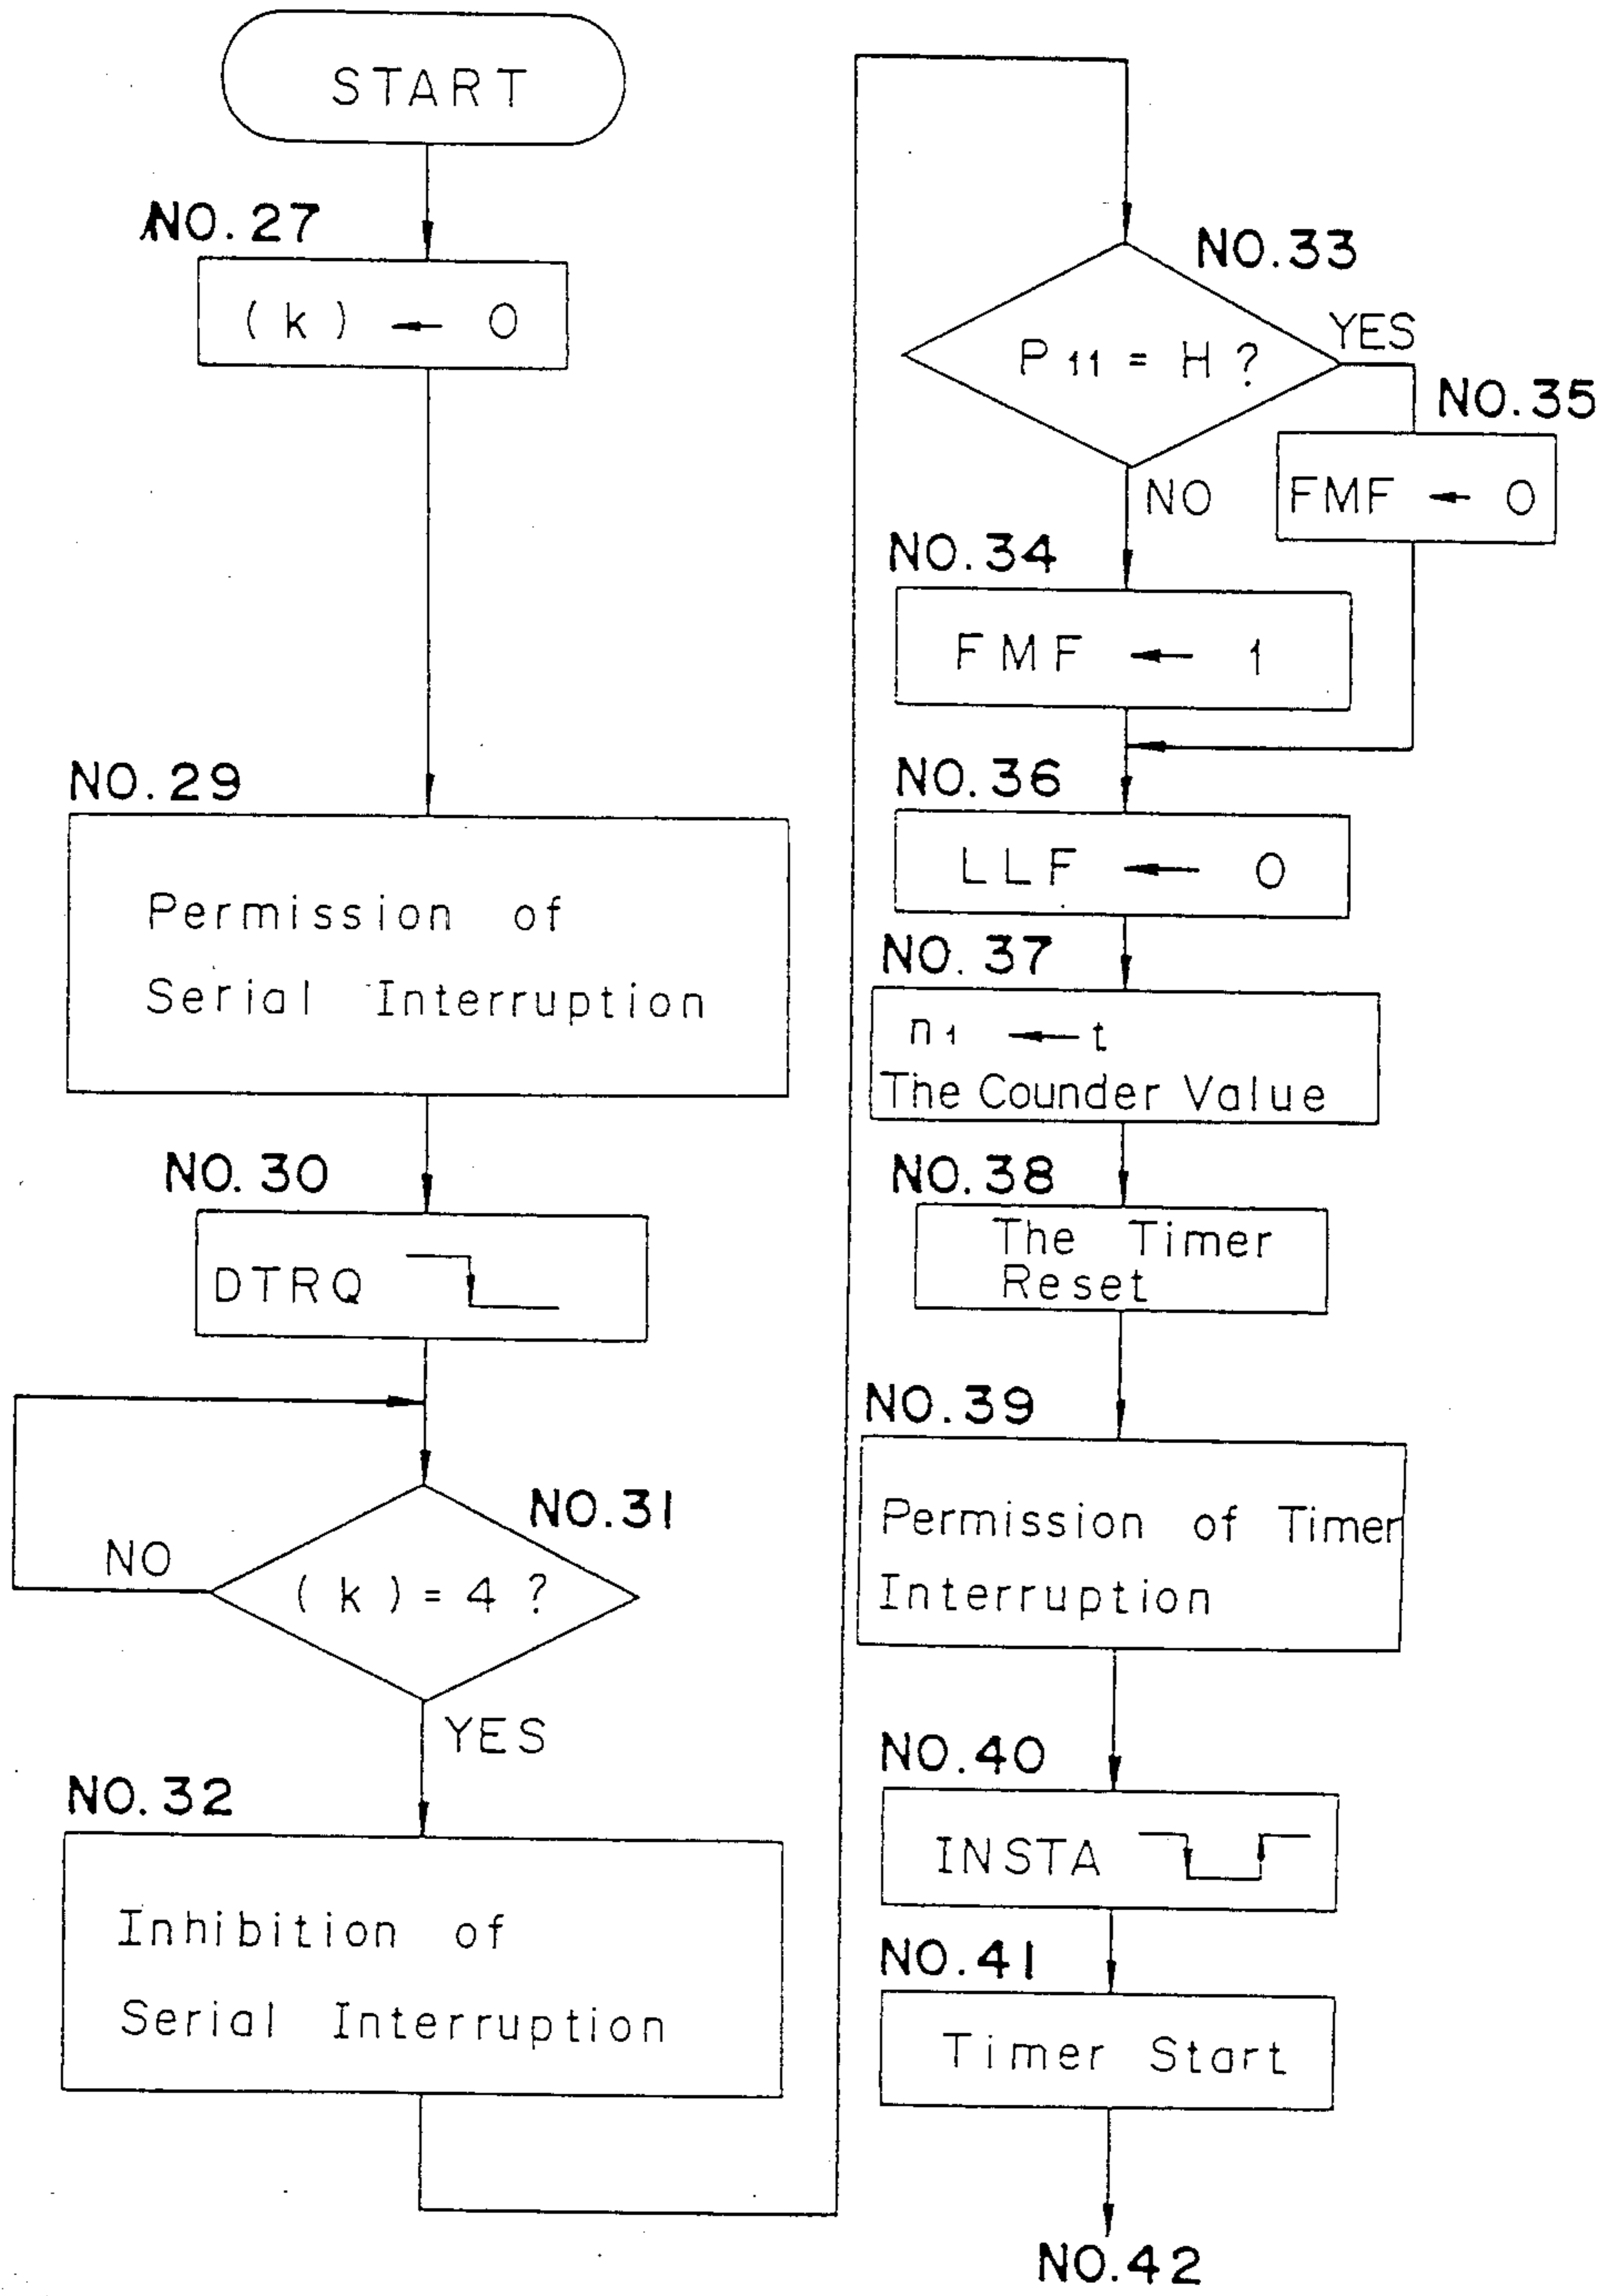 START
NO.27
(k) ← 0
NO.29
Permission of
Serial Interruption
NO.30
DTRQ
NO.31
(k)=4?
NO
YES
NO.32
Inhibition of
Serial Interruption
NO.33
P11=H?
YES
NO
NO.35
FMF ← 0
NO.34
FMF ← 1
NO.36
LLF ← 0
NO.37
n1 ← t
The Counder Value
NO.38
The Timer
Reset
NO.39
Permission of Timer
Interruption
NO.40
INSTA
NO.41
Timer Start
NO.42